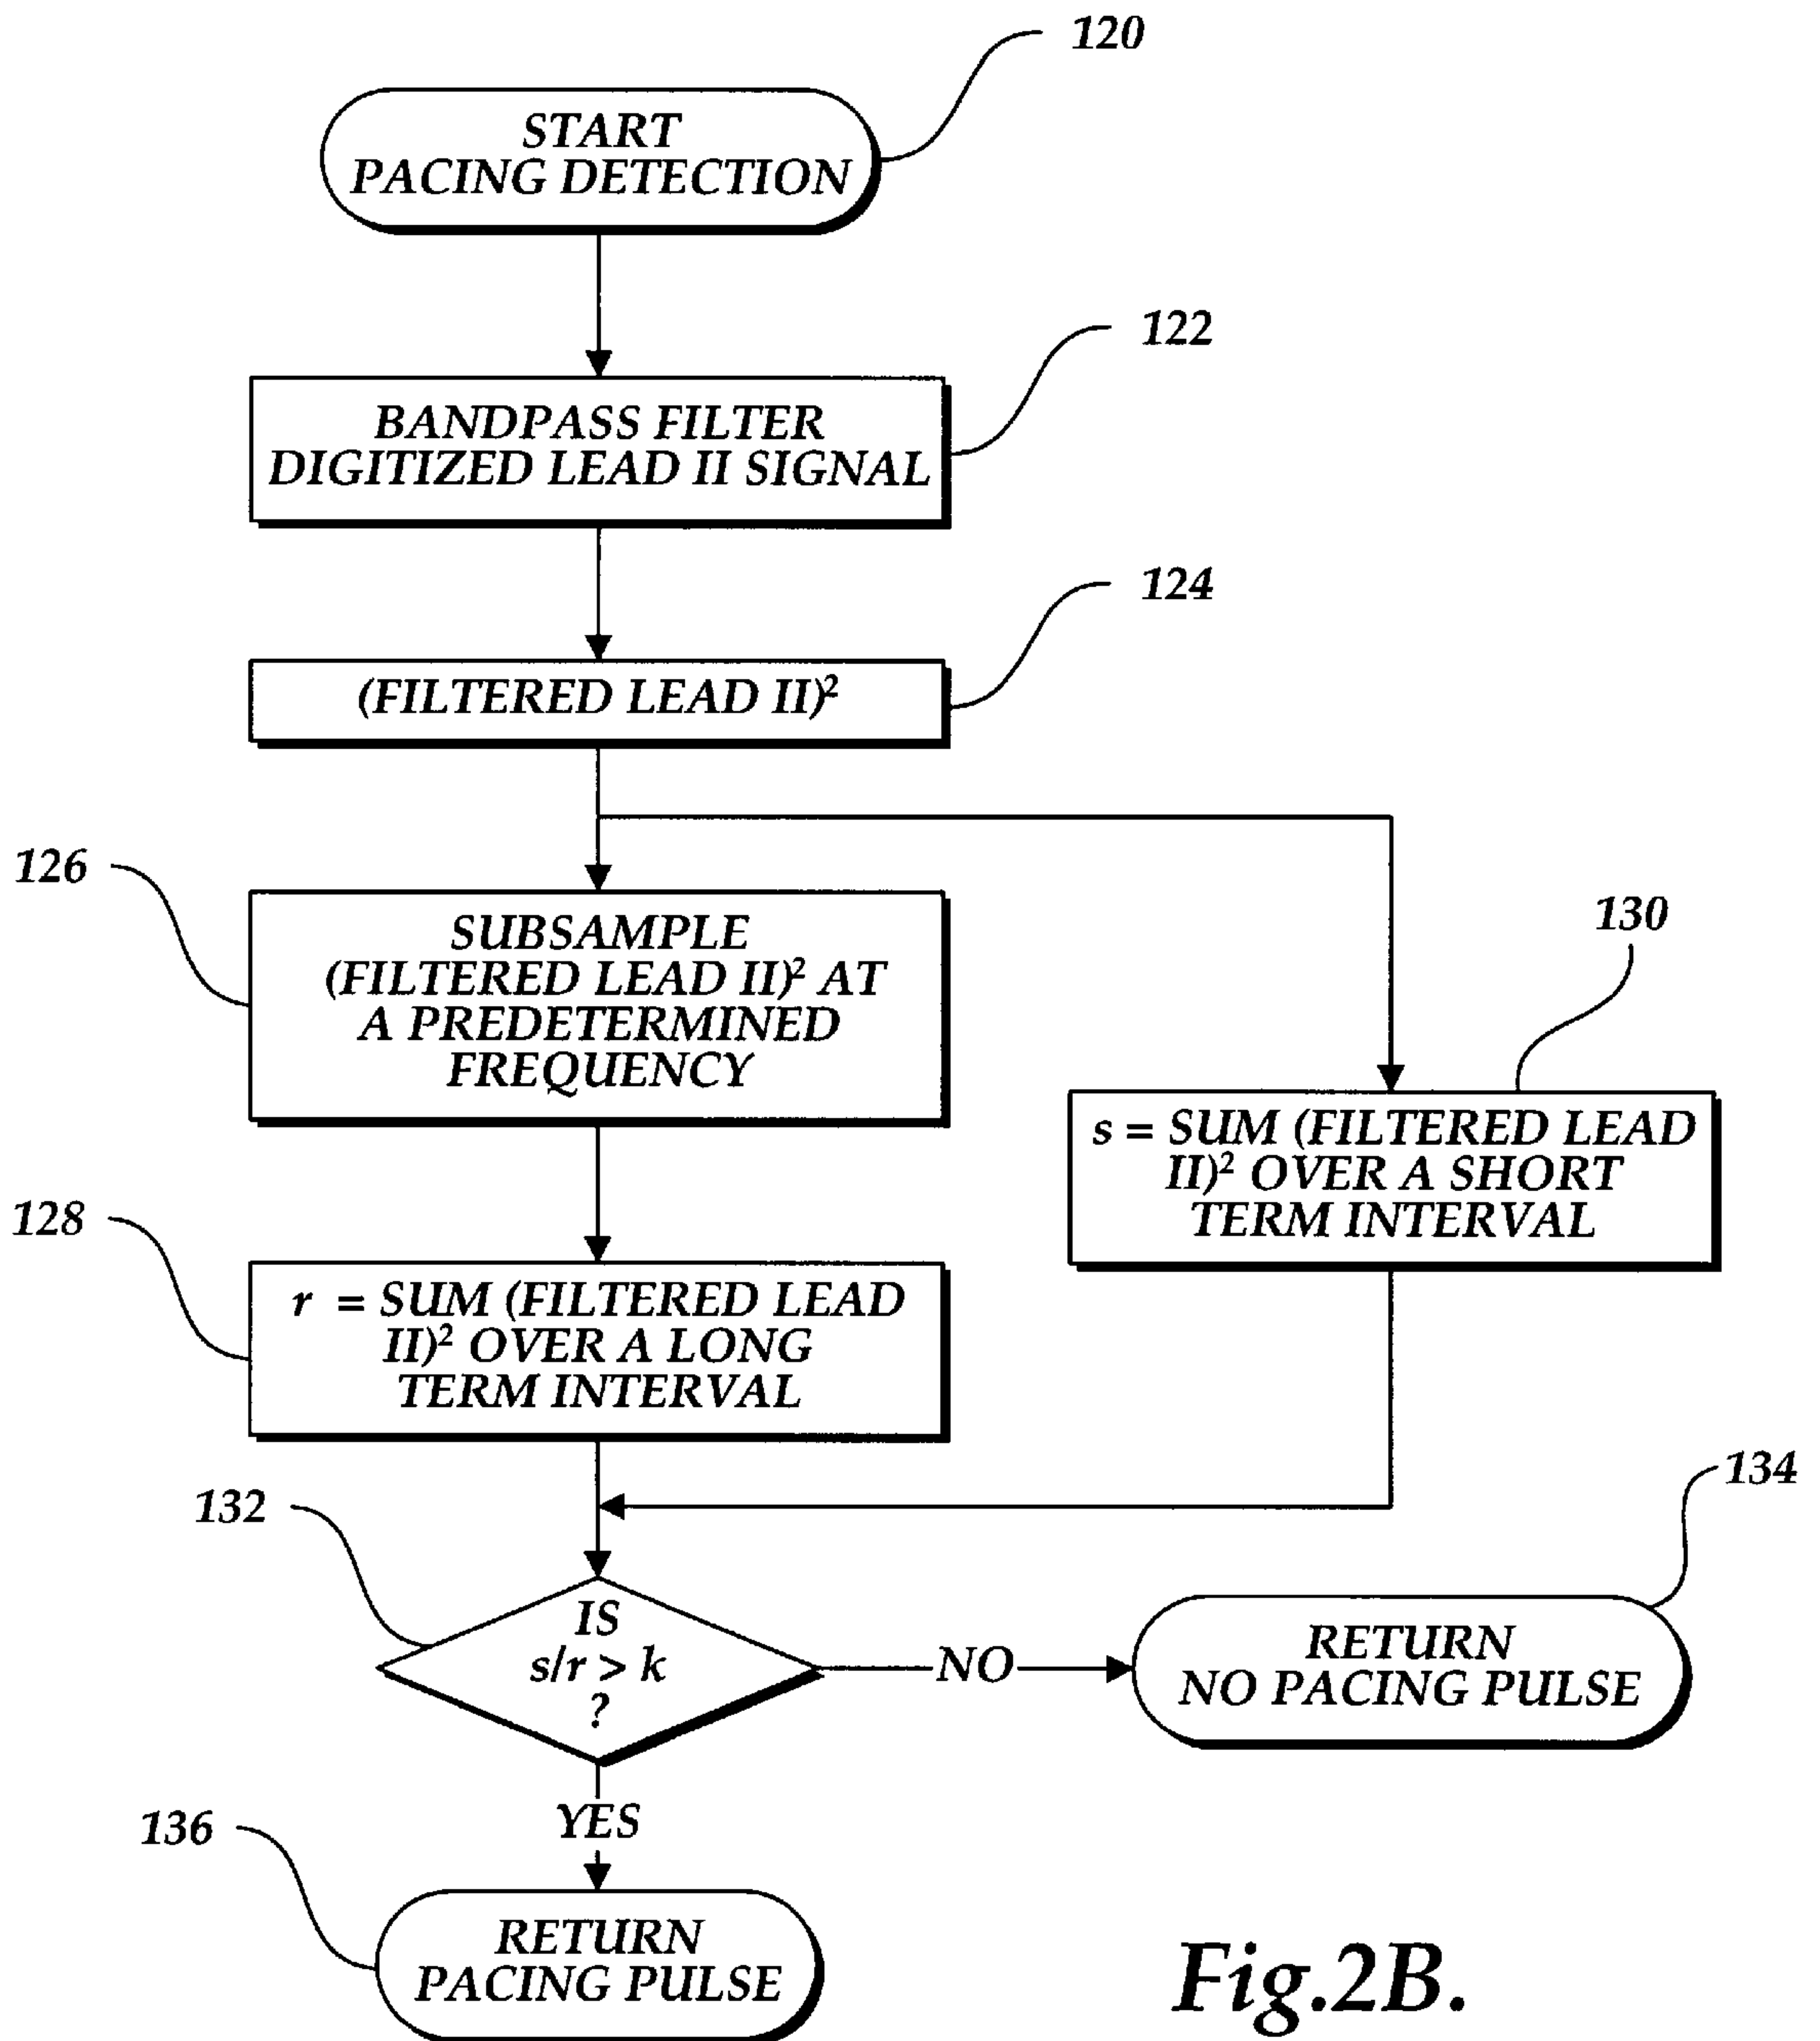 120
START
PACING DETECTION
122
BANDPASS FILTER
DIGITIZED LEAD II SIGNAL
124
(FILTERED LEAD II)²
126
SUBSAMPLE
(FILTERED LEAD II)² AT
A PREDETERMINED
FREQUENCY
130
s = SUM (FILTERED LEAD
II)² OVER A SHORT
TERM INTERVAL
128
r = SUM (FILTERED LEAD
II)² OVER A LONG
TERM INTERVAL
132
IS
s/r > k
?
NO
134
RETURN
NO PACING PULSE
YES
136
RETURN
PACING PULSE
Fig.2B.